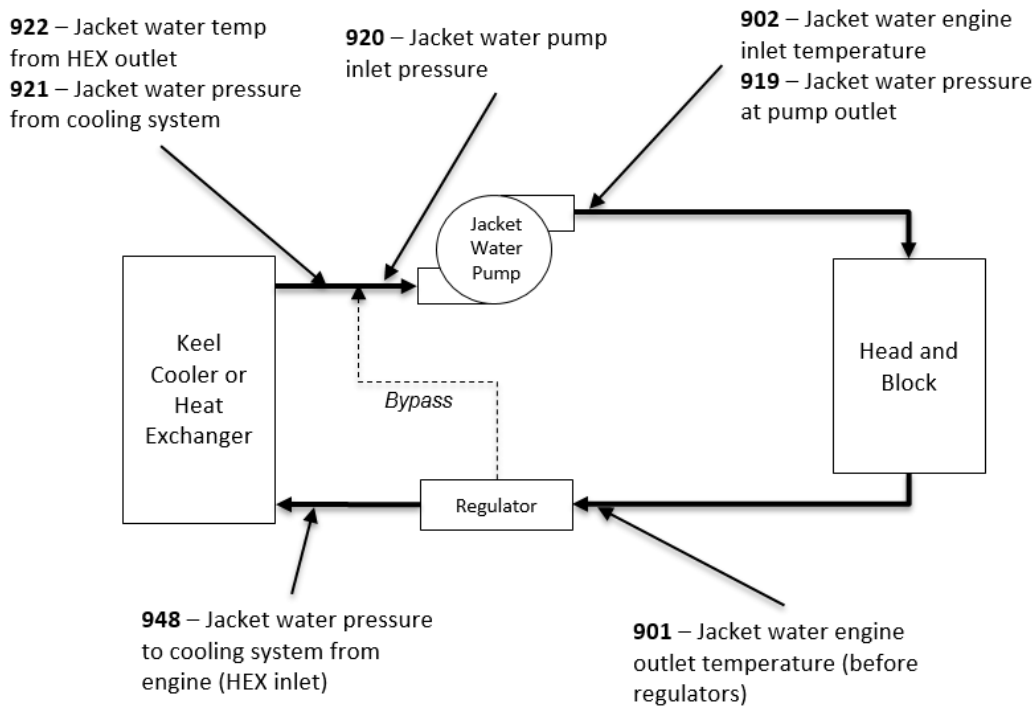 922 – Jacket water temp
from HEX outlet
921 – Jacket water pressure
from cooling system
920 – Jacket water pump
inlet pressure
902 – Jacket water engine
inlet temperature
919 – Jacket water pressure
at pump outlet
Jacket
Water
Pump
Keel
Cooler or
Heat
Exchanger
Bypass
Head and
Block
Regulator
948 – Jacket water pressure
to cooling system from
engine (HEX inlet)
901 – Jacket water engine
outlet temperature (before
regulators)